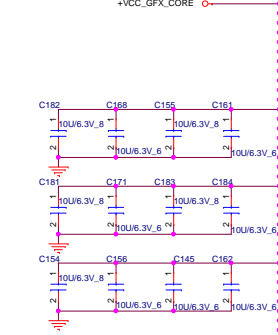 +VCC_GFX_CORE
C182 C168 C155 C161
1 1 1 1
10U/6.3V_8 10U/6.3V_8
2 2 2 2
10U/6.3V_6 10U/6.3V_6
C181 C171 C183 C184
1 1 1 1
10U/6.3V_8 10U/6.3V_8
2 2 2 2
10U/6.3V_6 10U/6.3V_6
C154 C156 C145 C162
1 1 1 1
10U/6.3V_8
2 2 2 2
10U/6.3V_6 10U/6.3V_6 10U/6.3V_6